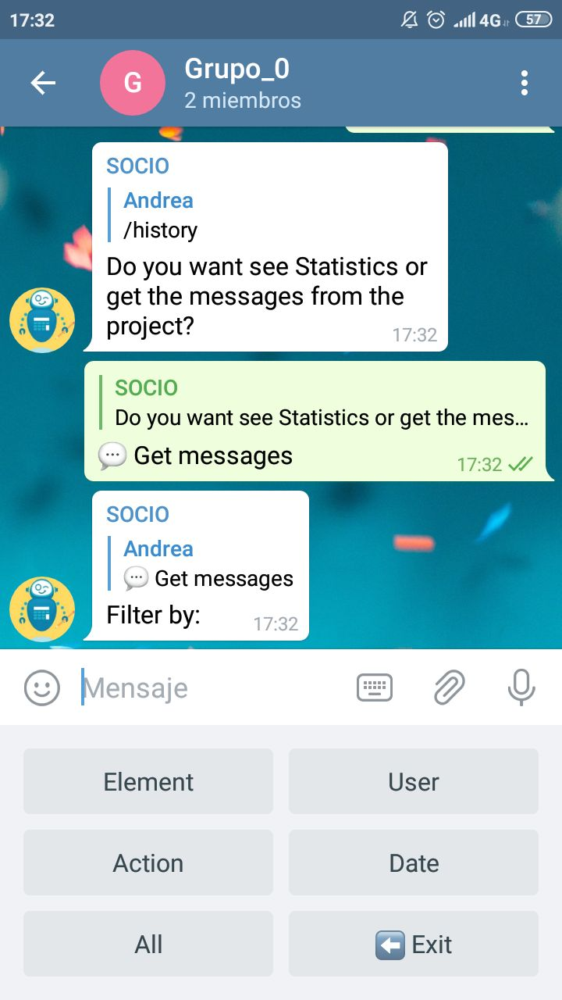 17:32
4G
57
G
Grupo_0
2 miembros
SOCIO
Andrea
/history
Do you want see Statistics or
get the messages from the
project?
17:32
SOCIO
Do you want see Statistics or get the mes...
Get messages
17:32
SOCIO
Andrea
Get messages
Filter by:
17:32
Mensaje
Element
User
Action
Date
All
Exit